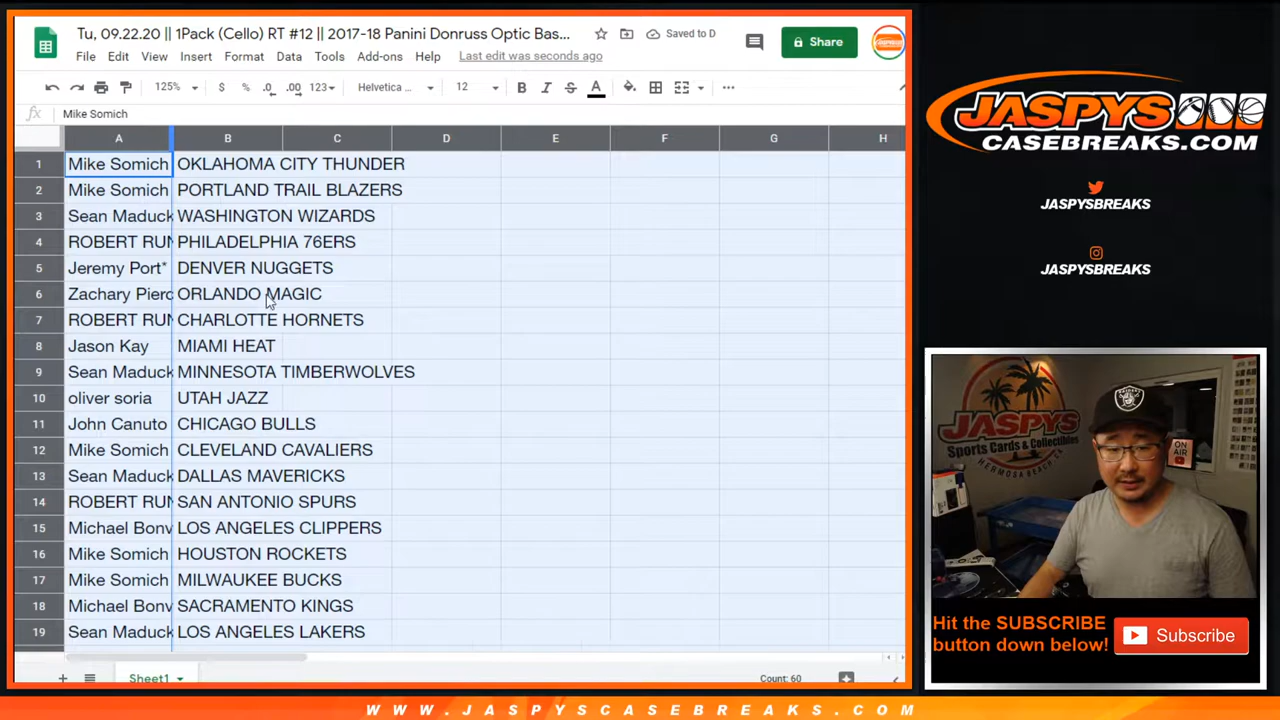 Tu, 09.22.20 || 1Pack (Cello) RT #12 || 2017-18 Panini Donruss Optic Bas...
Saved to D
Share
File Edit View Insert Format Data Tools Add-ons Help Last edit was seconds ago
125% $ % .0 .00 123 Helvetica ... 12 B I S A
fx Mike Somich
A B C D E F G H
1 Mike Somich OKLAHOMA CITY THUNDER
2 Mike Somich PORTLAND TRAIL BLAZERS
3 Sean Maduck WASHINGTON WIZARDS
4 ROBERT RUN PHILADELPHIA 76ERS
5 Jeremy Port* DENVER NUGGETS
6 Zachary Pierc ORLANDO MAGIC
7 ROBERT RUN CHARLOTTE HORNETS
8 Jason Kay MIAMI HEAT
9 Sean Maduck MINNESOTA TIMBERWOLVES
10 oliver soria UTAH JAZZ
11 John Canuto CHICAGO BULLS
12 Mike Somich CLEVELAND CAVALIERS
13 Sean Maduck DALLAS MAVERICKS
14 ROBERT RUN SAN ANTONIO SPURS
15 Michael Bonv LOS ANGELES CLIPPERS
16 Mike Somich HOUSTON ROCKETS
17 Mike Somich MILWAUKEE BUCKS
18 Michael Bonv SACRAMENTO KINGS
19 Sean Maduck LOS ANGELES LAKERS
Sheet1
Count: 60
JASPYS
CASEBREAKS.COM
JASPYSBREAKS
JASPYSBREAKS
JASPYS
Sports Cards & Collectibles
HERMOSA BEACH, CA
ON AIR
Hit the SUBSCRIBE
button down below!
Subscribe
WWW.JASPYSCASEBREAKS.COM